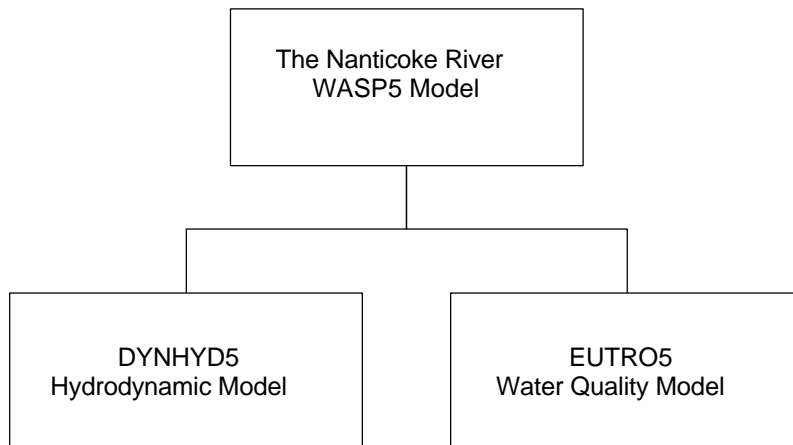 The Nanticoke River
WASP5 Model
DYNHYD5
Hydrodynamic Model
EUTRO5
Water Quality Model